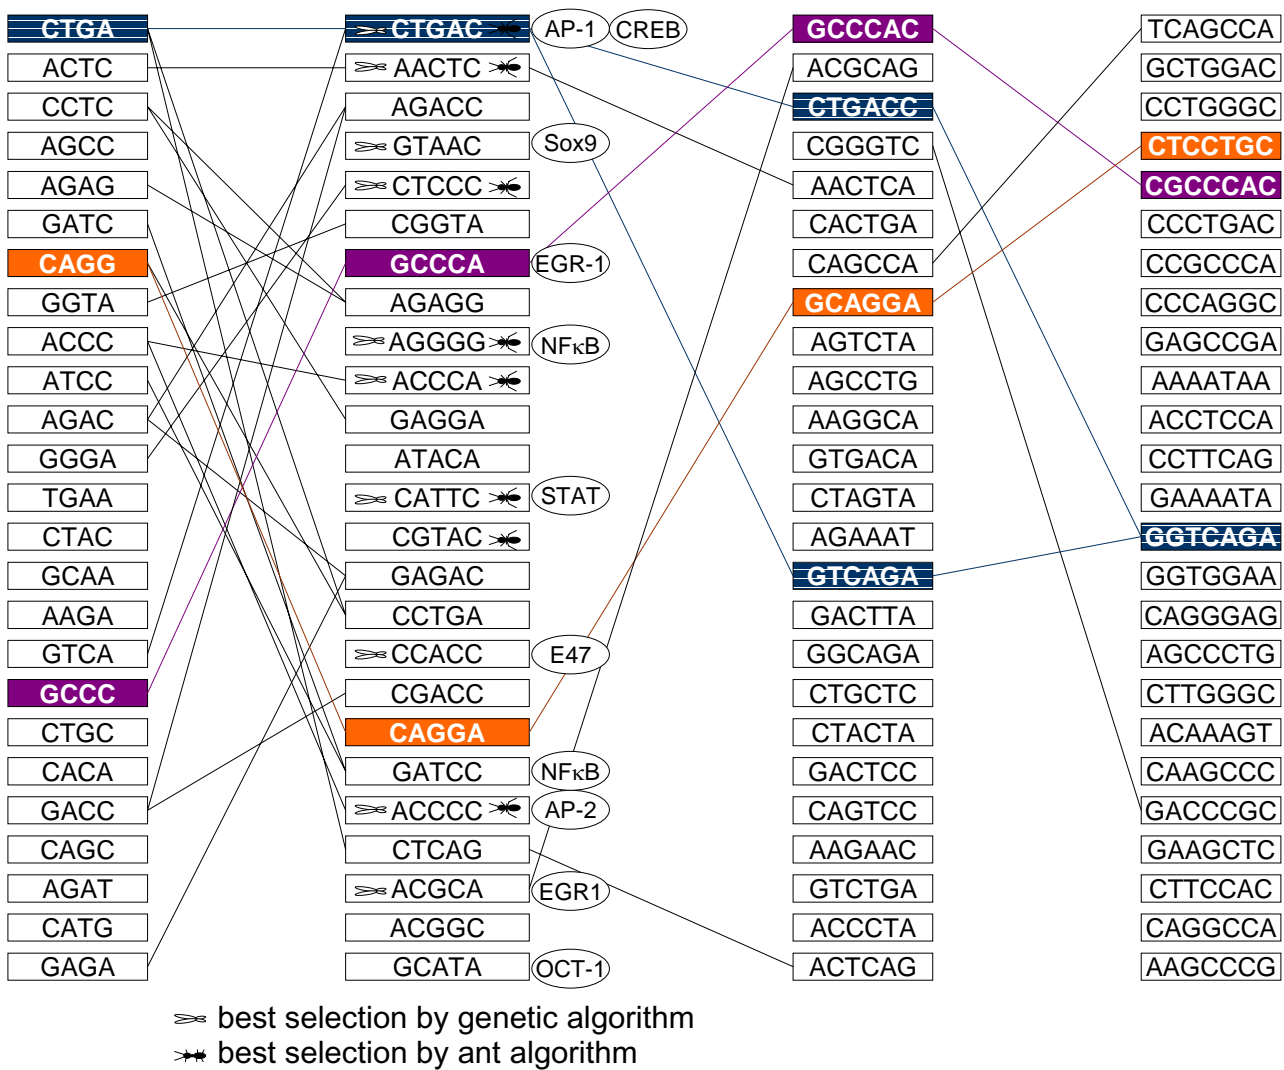 CTGA CTGAC AP-1 CREB GCCCAC TCAGCCA
ACTC AACTC ACGCAG GCTGGAC
CCTC AGACC CTGACC CCTGGGC
AGCC GTAAC Sox9 CGGGTC CTCCTGC
AGAG CTCCC AACTCA CGCCCAC
GATC CGGTA CACTGA CCCTGAC
CAGG GCCCA EGR-1 CAGCCA CCGCCCA
GGTA AGAGG GCAGGA CCCAGGC
ACCC AGGGG NFκB AGTCTA GAGCCGA
ATCC ACCCA AGCCTG AAAATAA
AGAC GAGGA AAGGCA ACCTCCA
GGGA ATACA GTGACA CCTTCAG
TGAA CATTC STAT CTAGTA GAAAATA
CTAC CGTAC AGAAAT GGTCAGA
GCAA GAGAC GTCAGA GGTGGAA
AAGA CCTGA GACTTA CAGGGAG
GTCA CCACC E47 GGCAGA AGCCCTG
GCCC CGACC CTGCTC CTTGGGC
CTGC CAGGA CTACTA ACAAAGT
CACA GATCC NFκB GACTCC CAAGCCC
GACC ACCCC AP-2 CAGTCC GACCCGC
CAGC CTCAG AAGAAC GAAGCTC
AGAT ACGCA EGR1 GTCTGA CTTCCAC
CATG ACGGC ACCCTA CAGGCCA
GAGA GCATA OCT-1 ACTCAG AAGCCCG
best selection by genetic algorithm
best selection by ant algorithm